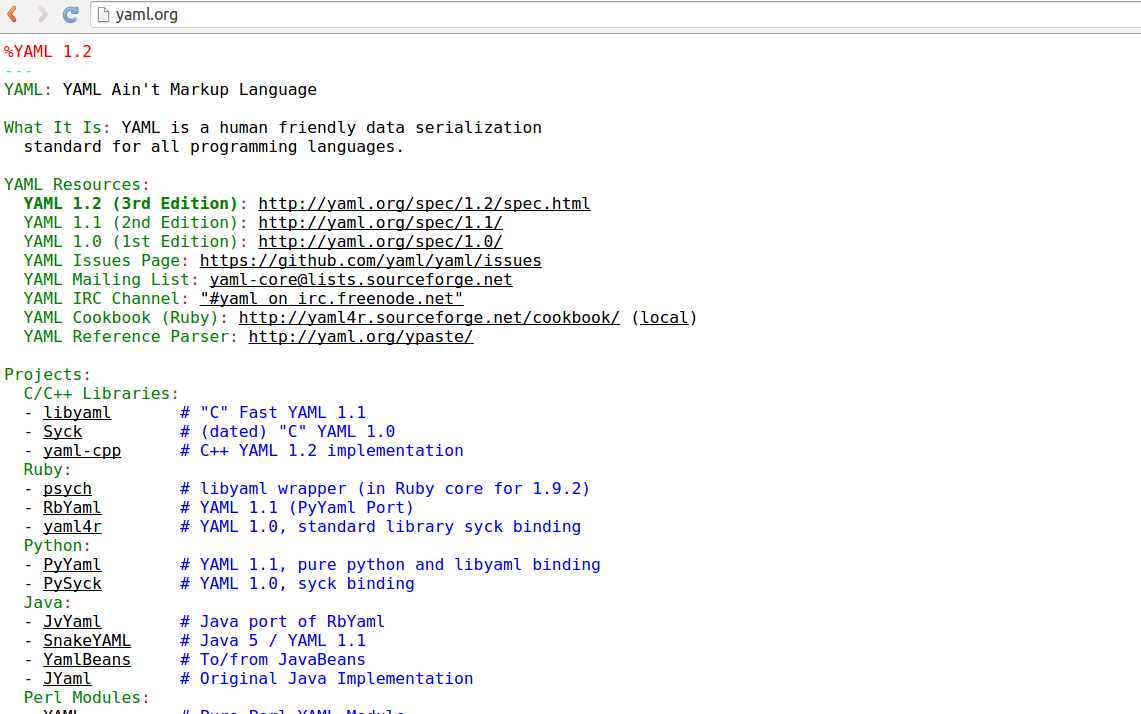 yaml.org
%YAML 1.2
---
YAML: YAML Ain't Markup Language
What It Is: YAML is a human friendly data serialization
standard for all programming languages.
YAML Resources:
YAML 1.2 (3rd Edition): http://yaml.org/spec/1.2/spec.html
YAML 1.1 (2nd Edition): http://yaml.org/spec/1.1/
YAML 1.0 (1st Edition): http://yaml.org/spec/1.0/
YAML Issues Page: https://github.com/yaml/yaml/issues
YAML Mailing List: yaml-core@lists.sourceforge.net
YAML IRC Channel: "#yaml on irc.freenode.net"
YAML Cookbook (Ruby): http://yaml4r.sourceforge.net/cookbook/ (local)
YAML Reference Parser: http://yaml.org/ypaste/
Projects:
C/C++ Libraries:
- libyaml # "C" Fast YAML 1.1
- Syck # (dated) "C" YAML 1.0
- yaml-cpp # C++ YAML 1.2 implementation
Ruby:
- psych # libyaml wrapper (in Ruby core for 1.9.2)
- RbYaml # YAML 1.1 (PyYaml Port)
- yaml4r # YAML 1.0, standard library syck binding
Python:
- PyYaml # YAML 1.1, pure python and libyaml binding
- PySyck # YAML 1.0, syck binding
Java:
- JvYaml # Java port of RbYaml
- SnakeYAML # Java 5 / YAML 1.1
- YamlBeans # To/from JavaBeans
- JYaml # Original Java Implementation
Perl Modules:
- YAML # Pure Perl YAML Module